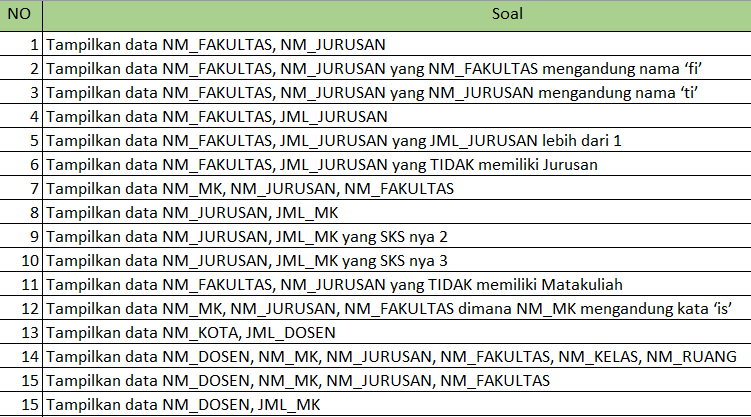 NO Soal
1 Tampilkan data NM_FAKULTAS, NM_JURUSAN
2 Tampilkan data NM_FAKULTAS, NM_JURUSAN yang NM_FAKULTAS mengandung nama ‘fi’
3 Tampilkan data NM_FAKULTAS, NM_JURUSAN yang NM_JURUSAN mengandung nama ‘ti’
4 Tampilkan data NM_FAKULTAS, JML_JURUSAN
5 Tampilkan data NM_FAKULTAS, JML_JURUSAN yang JML_JURUSAN lebih dari 1
6 Tampilkan data NM_FAKULTAS, JML_JURUSAN yang TIDAK memiliki Jurusan
7 Tampilkan data NM_MK, NM_JURUSAN, NM_FAKULTAS
8 Tampilkan data NM_JURUSAN, JML_MK
9 Tampilkan data NM_JURUSAN, JML_MK yang SKS nya 2
10 Tampilkan data NM_JURUSAN, JML_MK yang SKS nya 3
11 Tampilkan data NM_FAKULTAS, NM_JURUSAN yang TIDAK memiliki Matakuliah
12 Tampilkan data NM_MK, NM_JURUSAN, NM_FAKULTAS dimana NM_MK mengandung kata ‘is’
13 Tampilkan data NM_KOTA, JML_DOSEN
14 Tampilkan data NM_DOSEN, NM_MK, NM_JURUSAN, NM_FAKULTAS, NM_KELAS, NM_RUANG
15 Tampilkan data NM_DOSEN, NM_MK, NM_JURUSAN, NM_FAKULTAS
15 Tampilkan data NM_DOSEN, JML_MK